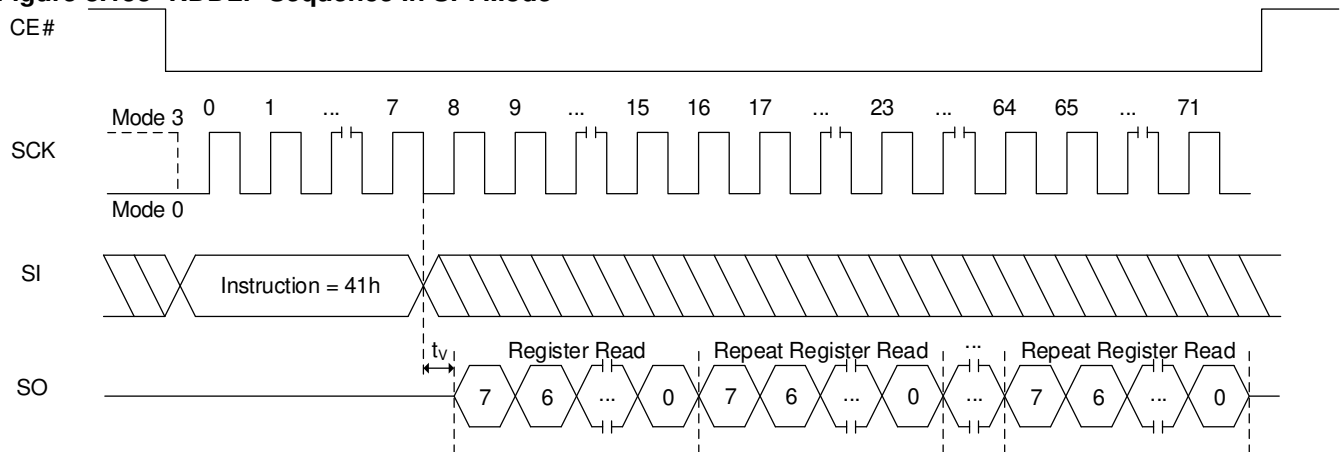 CE#
Mode 3 0 1 ... 7 8 9 ... 15 16 17 ... 23 ... 64 65 ... 71
SCK
Mode 0
SI Instruction = 41h
tV Register Read Repeat Register Read ... Repeat Register Read
SO 7 6 ... 0 7 6 ... 0 ... 7 6 ... 0